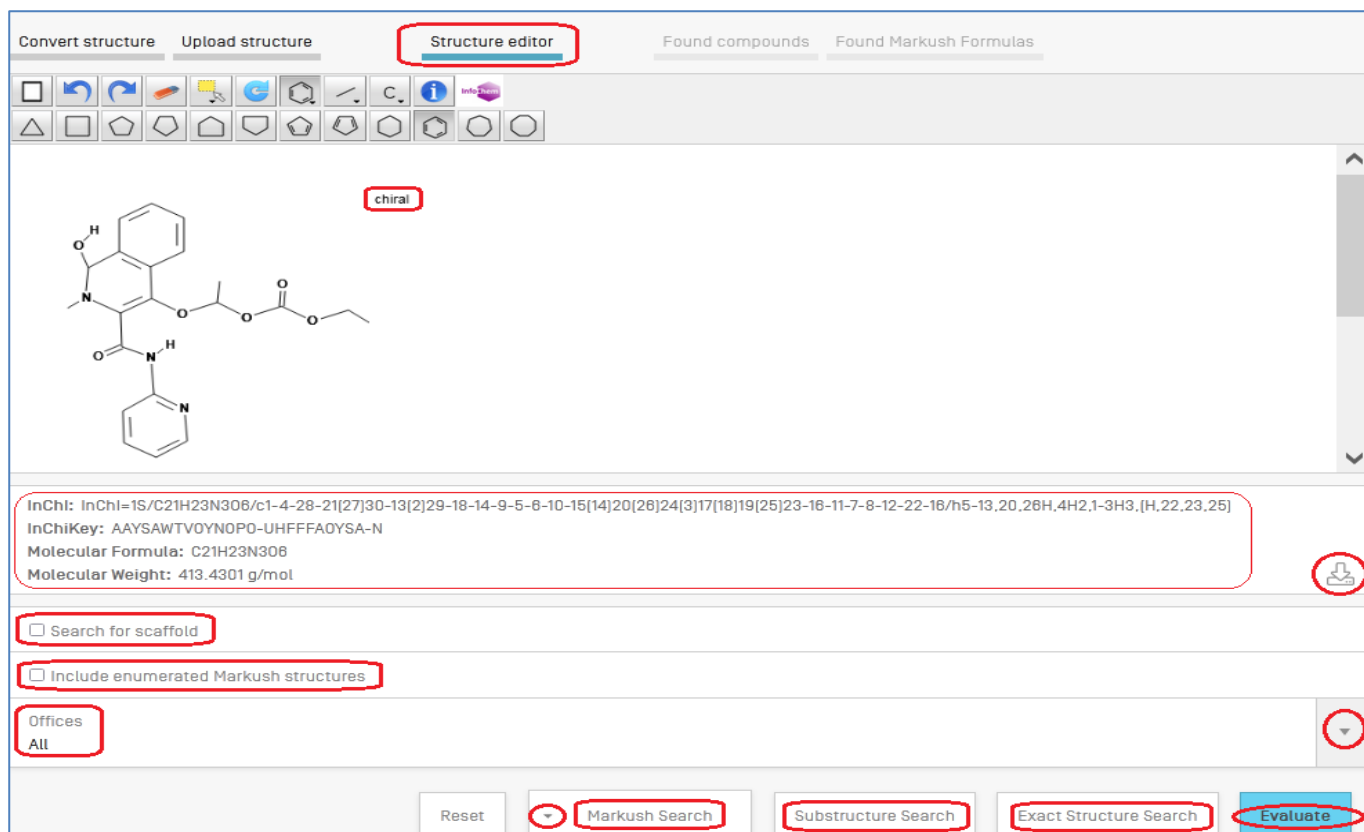 Convert structure Upload structure Structure editor Found compounds Found Markush Formulas
C InfoChem
chiral
H
O
N
O
O
O
O
O
N
H
N
InChI: InChI=1S/C21H23N3O6/c1-4-28-21(27)30-13(2)29-18-14-9-5-6-10-15(14)20(26)24(3)17(18)19(25)23-16-11-7-8-12-22-16/h5-13,20,26H,4H2,1-3H3,(H,22,23,25)
InChiKey: AAYSAWTVOYNOPO-UHFFFAOYSA-N
Molecular Formula: C21H23N3O6
Molecular Weight: 413.4301 g/mol
Search for scaffold
Include enumerated Markush structures
Offices
All
Reset Markush Search Substructure Search Exact Structure Search Evaluate